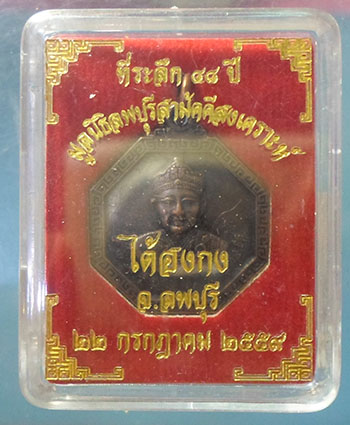 ที่ระลึก ๔๔ ปี
มูลนิธิลพบุรีสามัคคีสงเคราะห์
ไต้ฮงกง
จ.ลพบุรี
๒๒ กรกฎาคม ๒๕๕๙